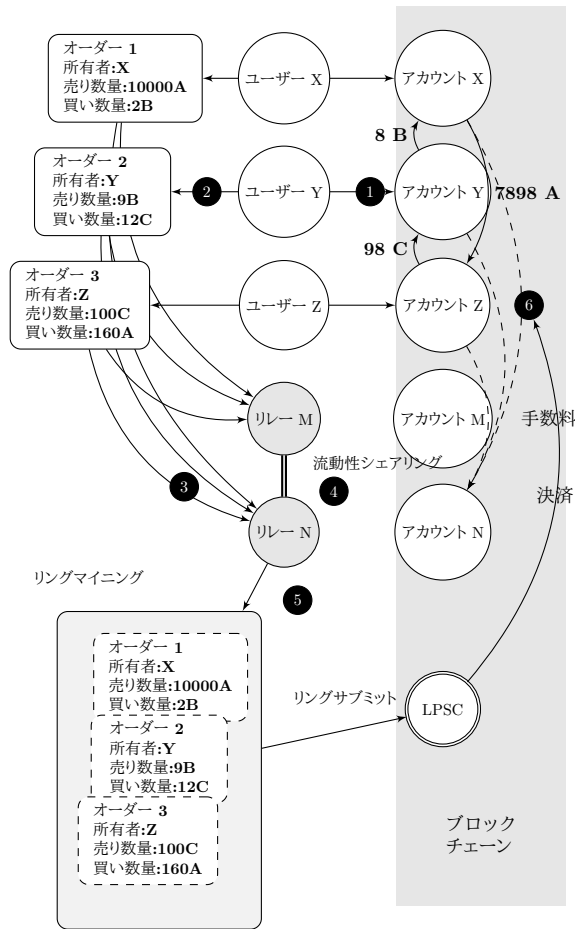 オーダー 1
所有者:X
売り数量:10000A
買い数量:2B
ユーザー X
アカウント X
8 B
オーダー 2
所有者:Y
売り数量:9B
買い数量:12C
2
ユーザー Y
1
アカウント Y
7898 A
98 C
オーダー 3
所有者:Z
売り数量:100C
買い数量:160A
ユーザー Z
アカウント Z
6
リレー M
アカウント M
手数料
流動性シェアリング
3
4
決済
リレー N
アカウント N
リングマイニング
5
オーダー 1
所有者:X
売り数量:10000A
買い数量:2B
リングサブミット
LPSC
オーダー 2
所有者:Y
売り数量:9B
買い数量:12C
オーダー 3
所有者:Z
売り数量:100C
買い数量:160A
ブロック
チェーン